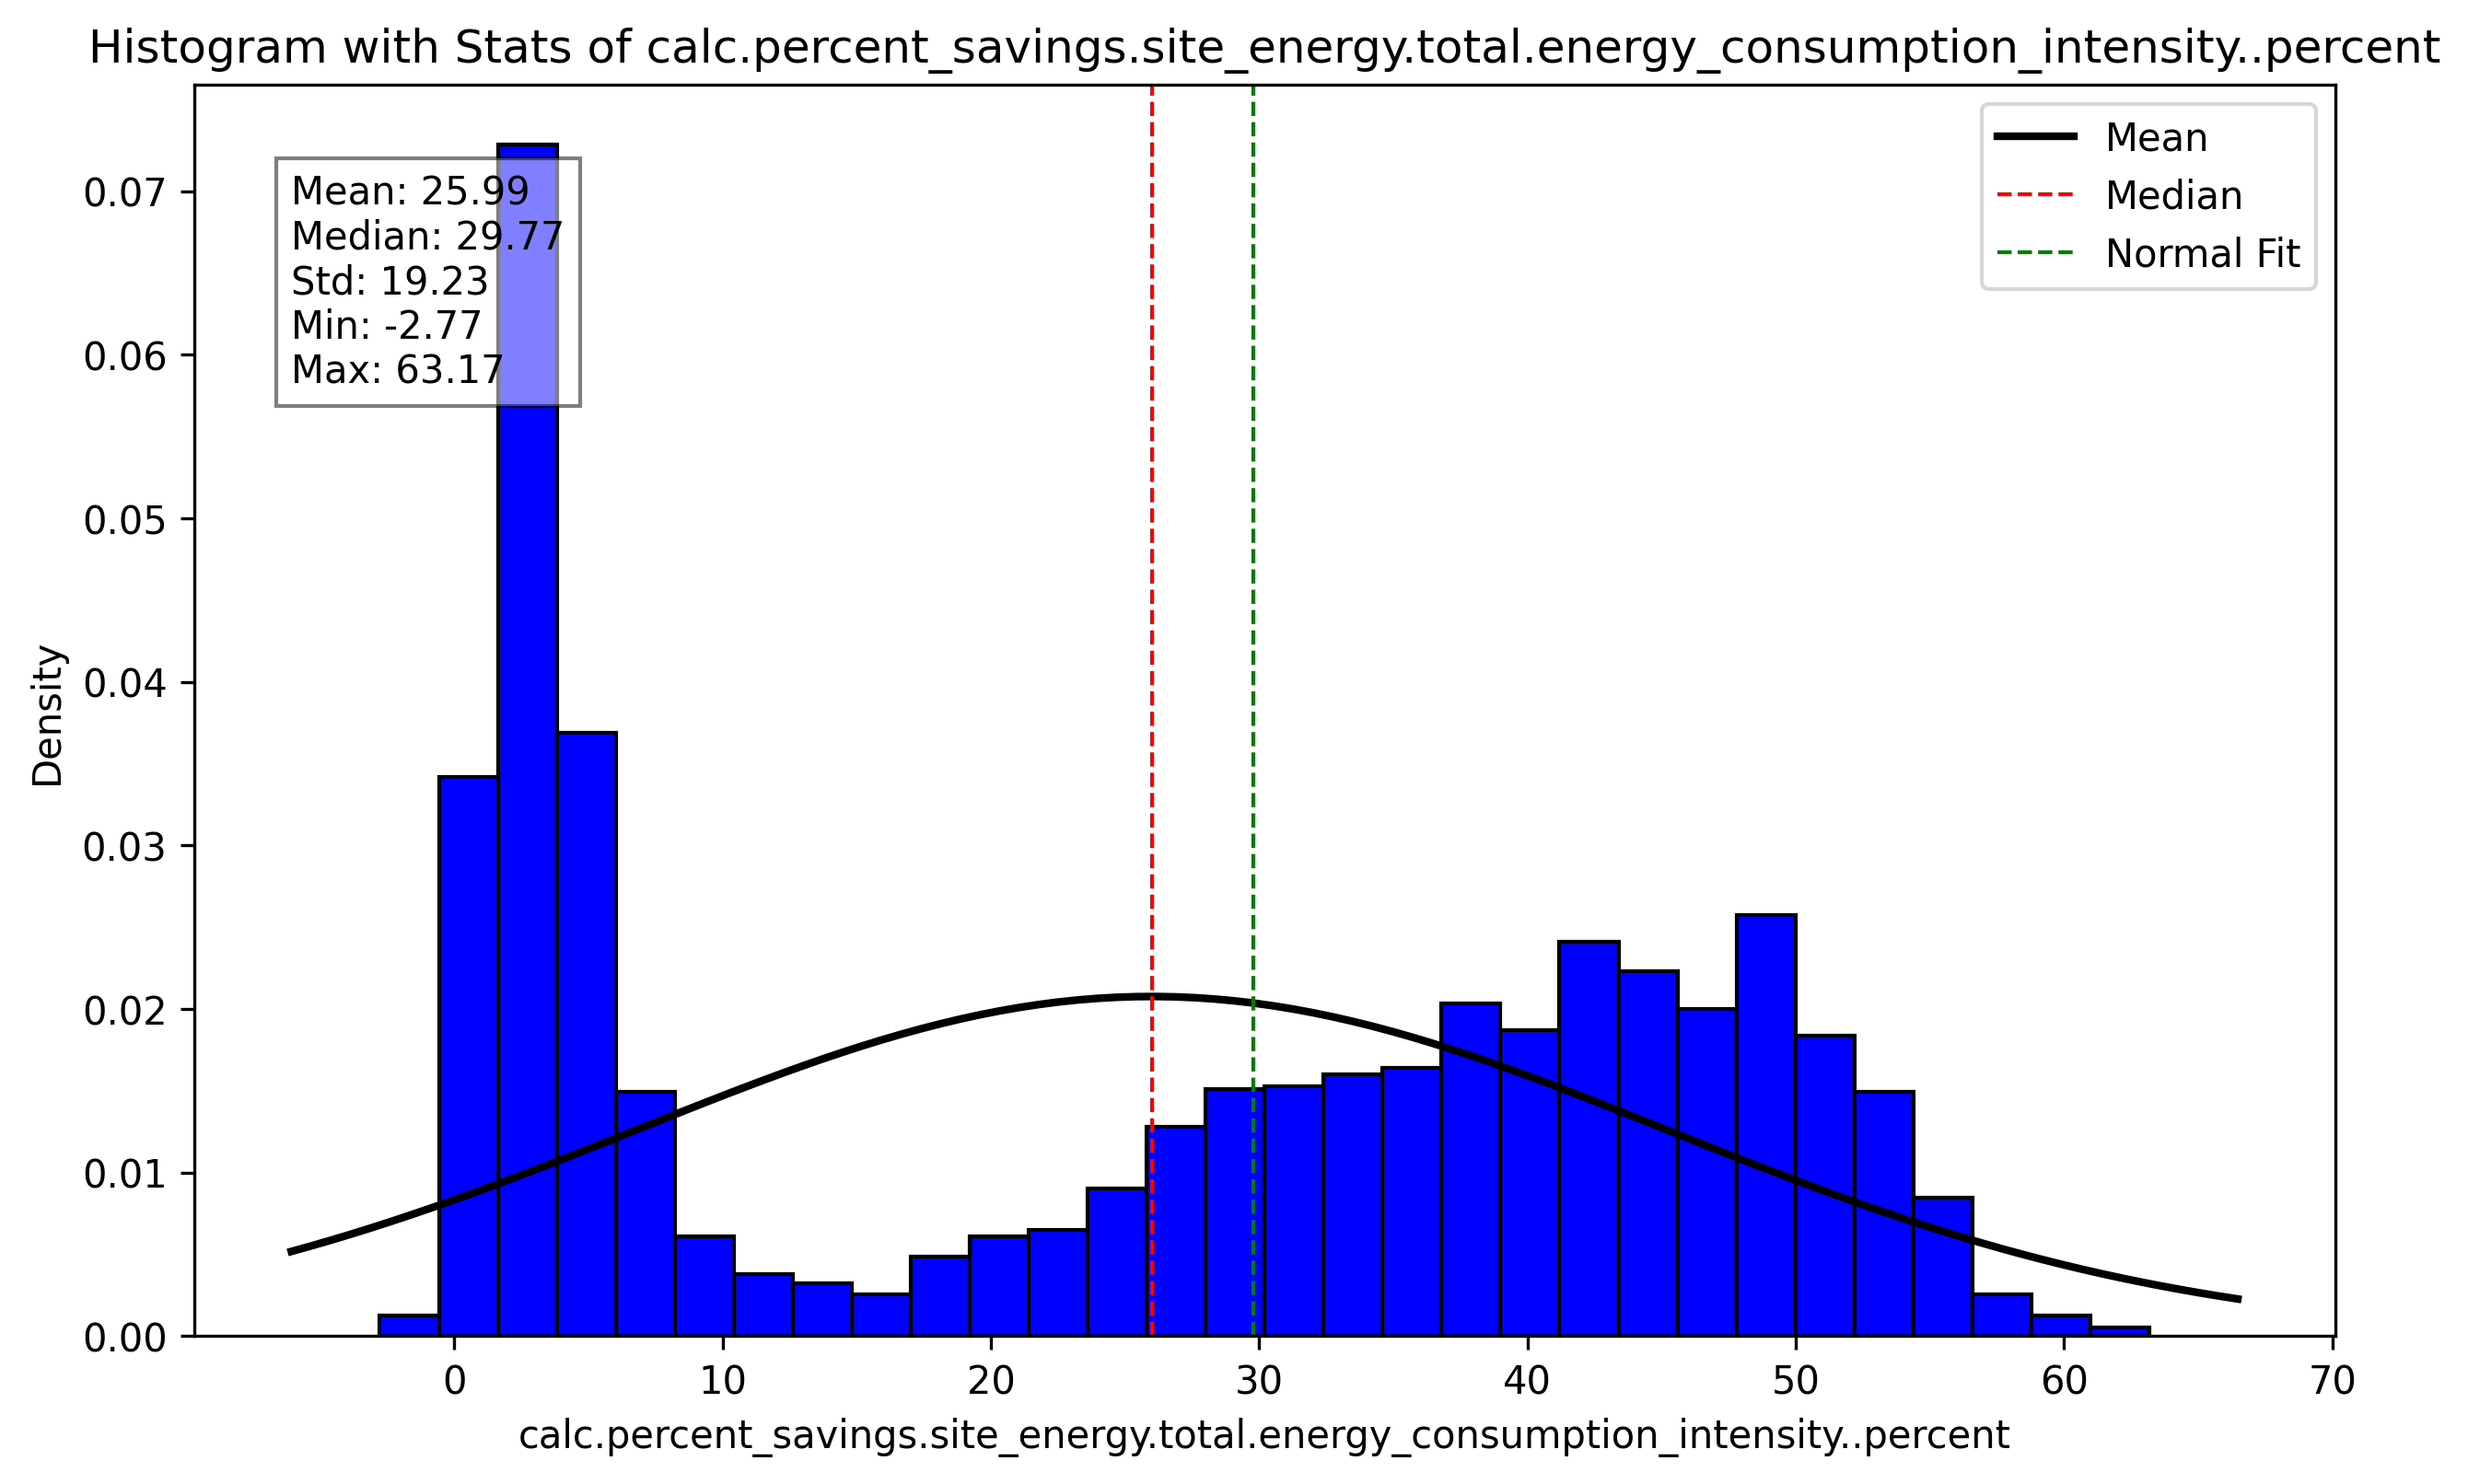 Histogram with Stats of calc.percent_savings.site_energy.total.energy_consumption_intensity..percent
Mean
Median
Normal Fit
Mean: 25.99
Median: 29.77
Std: 19.23
Min: -2.77
Max: 63.17
0.07
0.06
0.05
0.04
0.03
0.02
0.01
0.00
Density
0
10
20
30
40
50
60
70
calc.percent_savings.site_energy.total.energy_consumption_intensity..percent